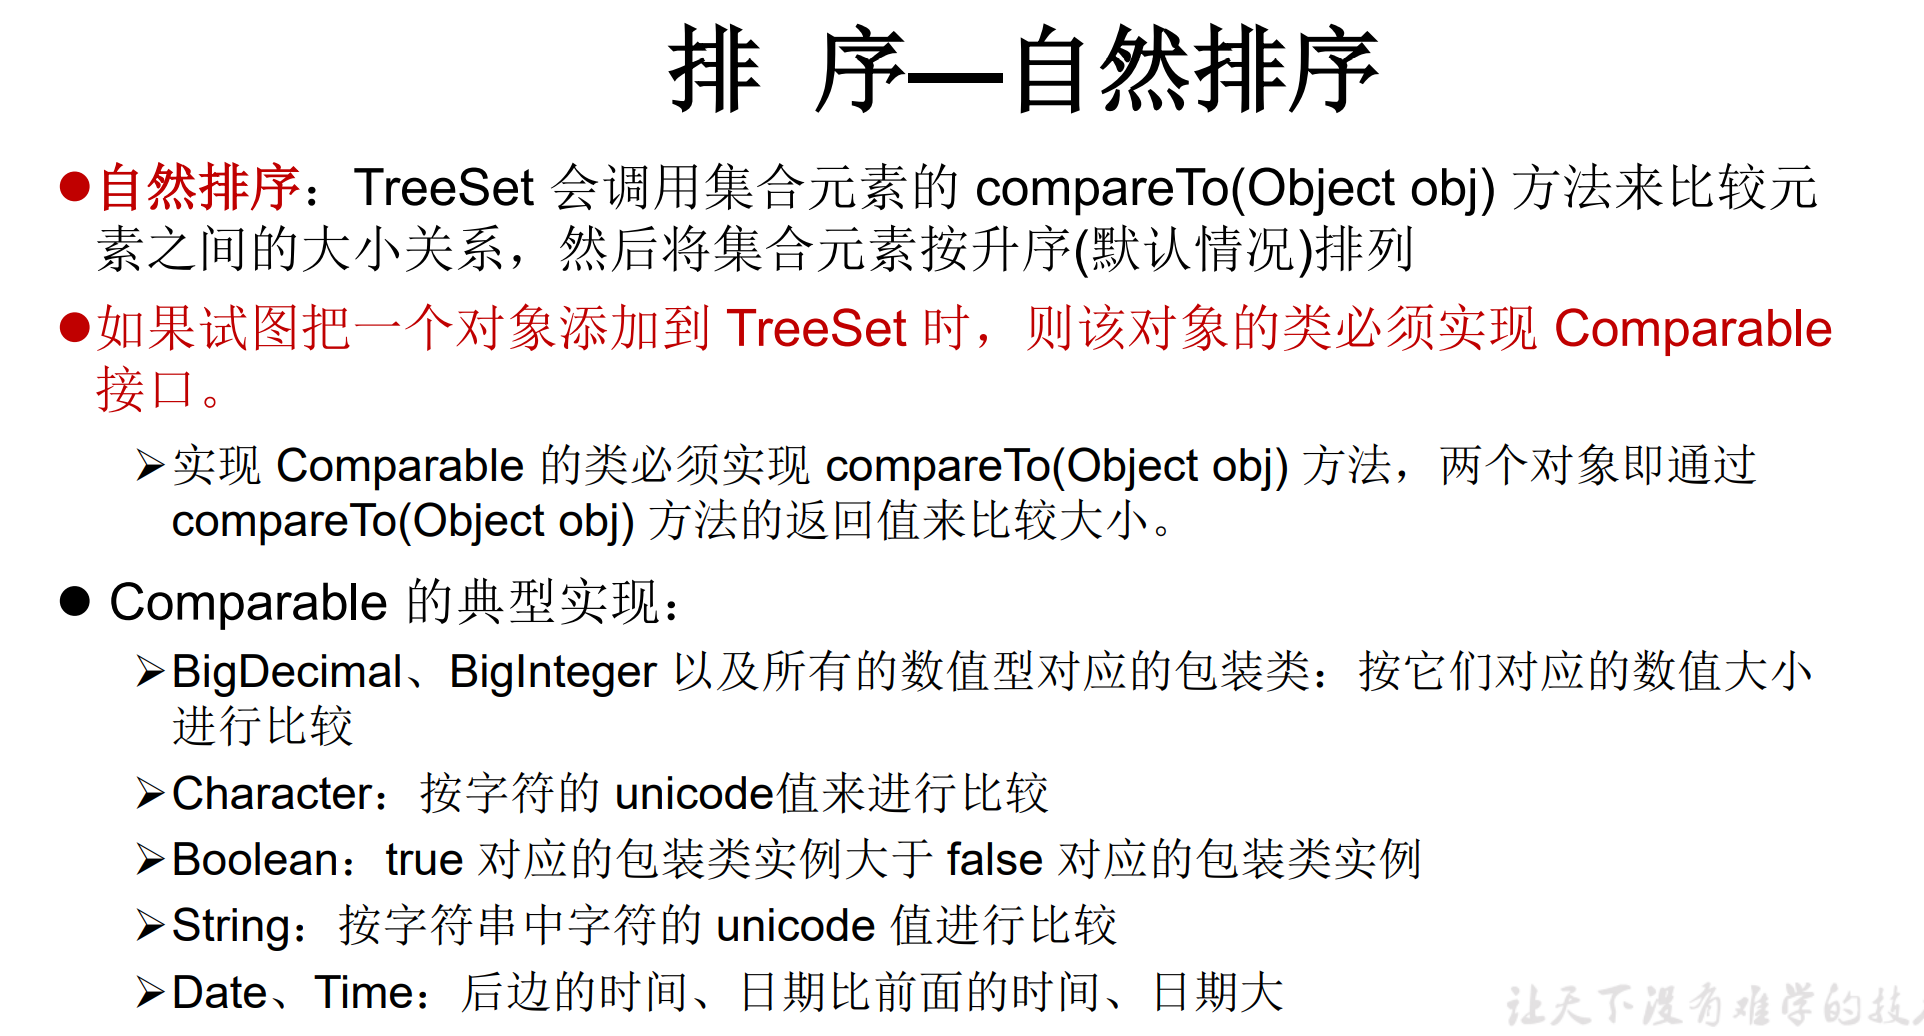 排 序—自然排序
●自然排序：TreeSet 会调用集合元素的 compareTo(Object obj) 方法来比较元
素之间的大小关系，然后将集合元素按升序(默认情况)排列
●如果试图把一个对象添加到 TreeSet 时，则该对象的类必须实现 Comparable
接口。
➢实现 Comparable 的类必须实现 compareTo(Object obj) 方法，两个对象即通过
compareTo(Object obj) 方法的返回值来比较大小。
● Comparable 的典型实现：
➢BigDecimal、BigInteger 以及所有的数值型对应的包装类：按它们对应的数值大小
进行比较
➢Character：按字符的 unicode值来进行比较
➢Boolean：true 对应的包装类实例大于 false 对应的包装类实例
➢String：按字符串中字符的 unicode 值进行比较
➢Date、Time：后边的时间、日期比前面的时间、日期大
让天下没有难学的技